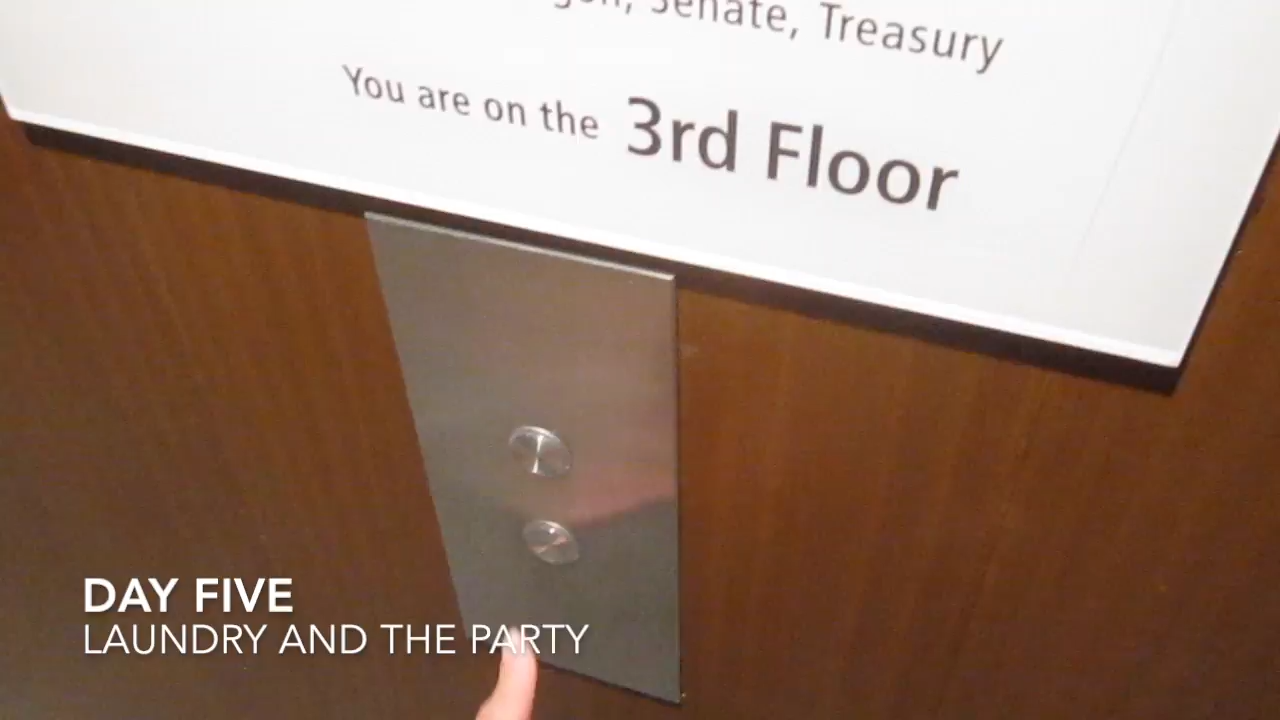 Senate, Treasury
You are on the 3rd Floor
DAY FIVE
LAUNDRY AND THE PARTY